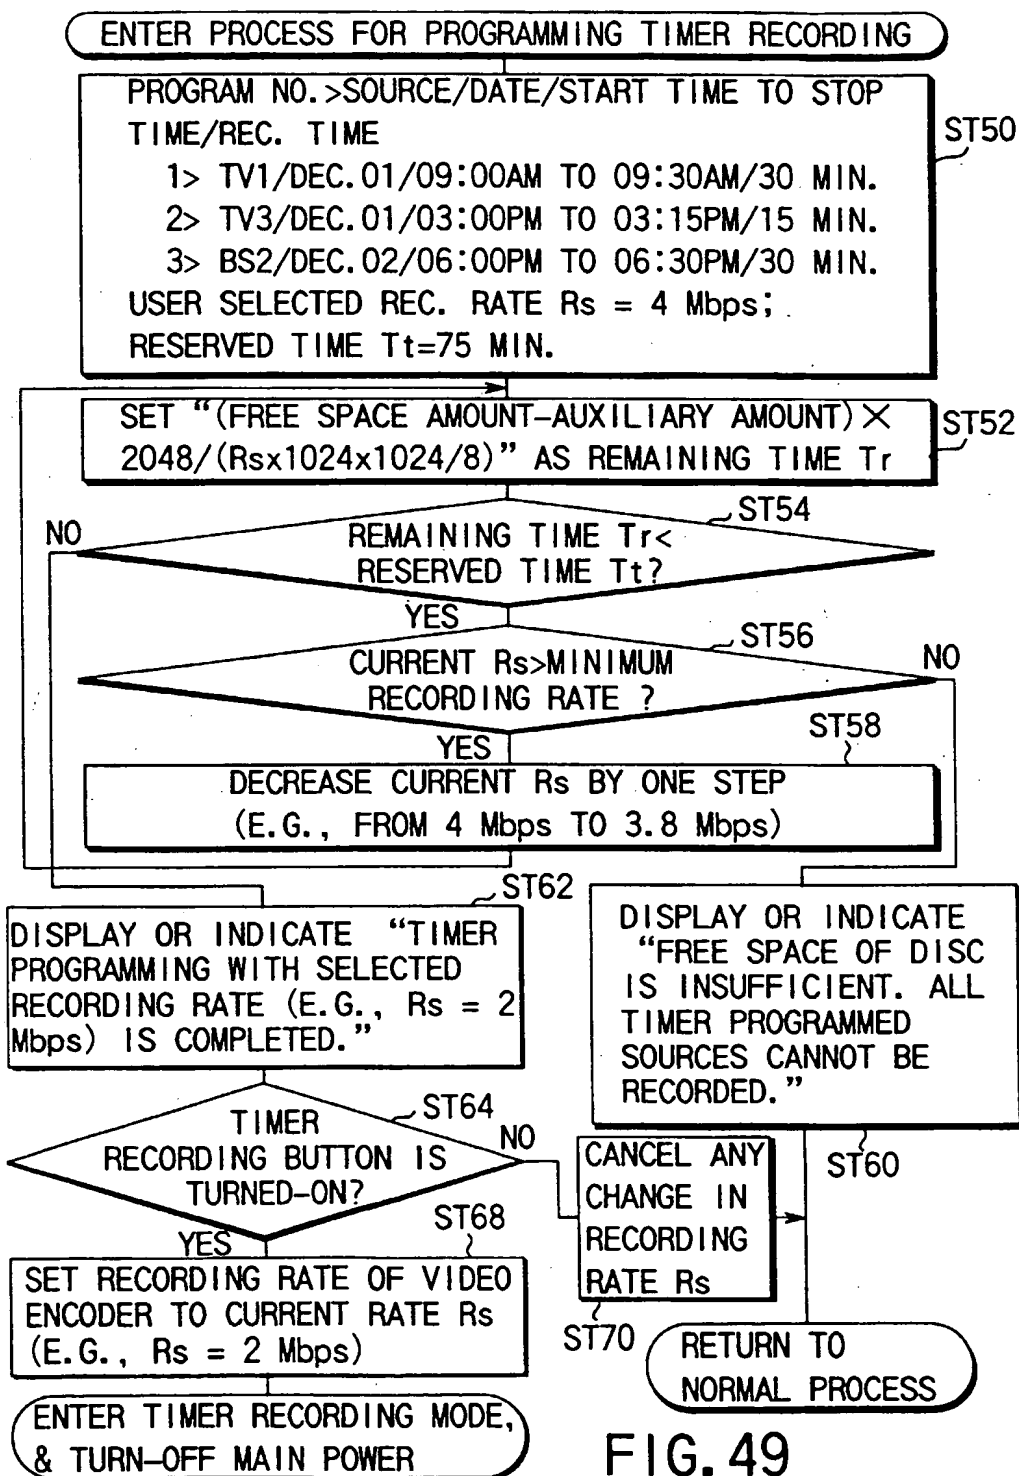 ENTER PROCESS FOR PROGRAMMING TIMER RECORDING
PROGRAM NO.>SOURCE/DATE/START TIME TO STOP
TIME/REC. TIME
1> TV1/DEC.01/09:00AM TO 09:30AM/30 MIN.
2> TV3/DEC.01/03:00PM TO 03:15PM/15 MIN.
3> BS2/DEC.02/06:00PM TO 06:30PM/30 MIN.
USER SELECTED REC. RATE Rs = 4 Mbps;
RESERVED TIME Tt=75 MIN.
ST50
SET “(FREE SPACE AMOUNT-AUXILIARY AMOUNT)×
2048/(Rsx1024x1024/8)” AS REMAINING TIME Tr
ST52
ST54
NO
REMAINING TIME Tr<
RESERVED TIME Tt?
YES
ST56
CURRENT Rs>MINIMUM
RECORDING RATE ?
NO
YES
ST58
DECREASE CURRENT Rs BY ONE STEP
(E.G., FROM 4 Mbps TO 3.8 Mbps)
ST62
DISPLAY OR INDICATE “TIMER
PROGRAMMING WITH SELECTED
RECORDING RATE (E.G., Rs = 2
Mbps) IS COMPLETED.”
DISPLAY OR INDICATE
“FREE SPACE OF DISC
IS INSUFFICIENT. ALL
TIMER PROGRAMMED
SOURCES CANNOT BE
RECORDED.”
ST60
ST64
TIMER
RECORDING BUTTON IS
TURNED-ON?
NO
YES
CANCEL ANY
CHANGE IN
RECORDING
RATE Rs
ST70
ST68
SET RECORDING RATE OF VIDEO
ENCODER TO CURRENT RATE Rs
(E.G., Rs = 2 Mbps)
RETURN TO
NORMAL PROCESS
ENTER TIMER RECORDING MODE,
& TURN-OFF MAIN POWER
FIG. 49